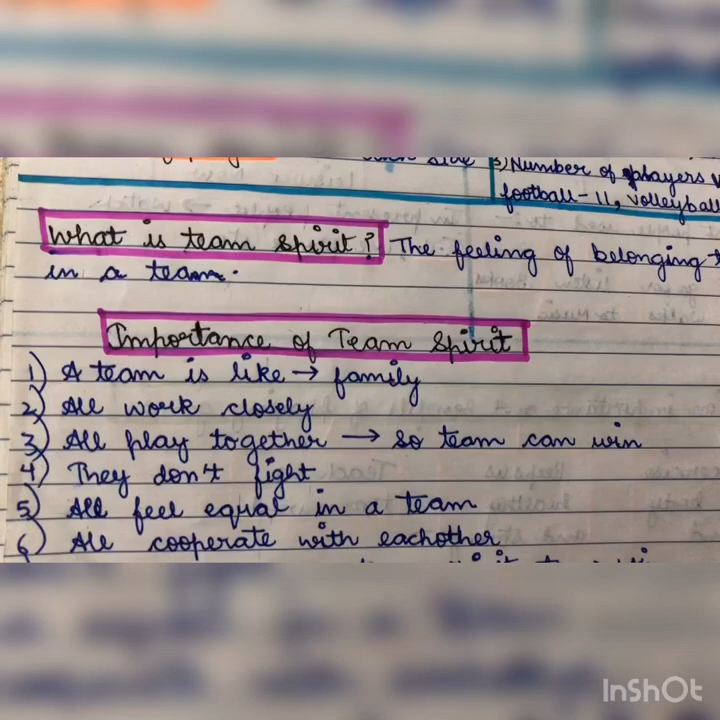 each side 3) Number of players
football - 11, volleyball
What is team spirit? The feeling of belonging
in a team.
Importance of Team Spirit
1) A team is like → family
2) All work closely
3) All play together → so team can win
4) They don't fight
5) All feel equal in a team
6) All cooperate with eachother
InShOt